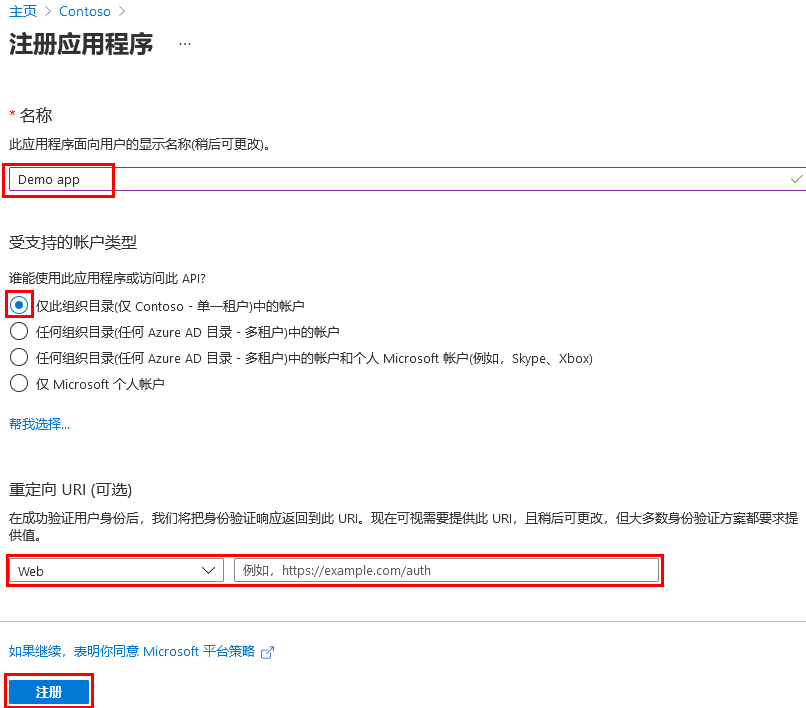 主页 > Contoso >
注册应用程序 ...
* 名称
此应用程序面向用户的显示名称(稍后可更改)。
Demo app
受支持的帐户类型
谁能使用此应用程序或访问此 API?
仅此组织目录(仅 Contoso - 单一租户)中的帐户
任何组织目录(任何 Azure AD 目录 - 多租户)中的帐户
任何组织目录(任何 Azure AD 目录 - 多租户)中的帐户和个人 Microsoft 帐户(例如，Skype、Xbox)
仅 Microsoft 个人帐户
帮我选择...
重定向 URI (可选)
在成功验证用户身份后，我们将把身份验证响应返回到此 URI。现在可视需要提供此 URI，且稍后可更改，但大多数身份验证方案都要求提
供值。
Web 例如，https://example.com/auth
如果继续，表明你同意 Microsoft 平台策略
注册